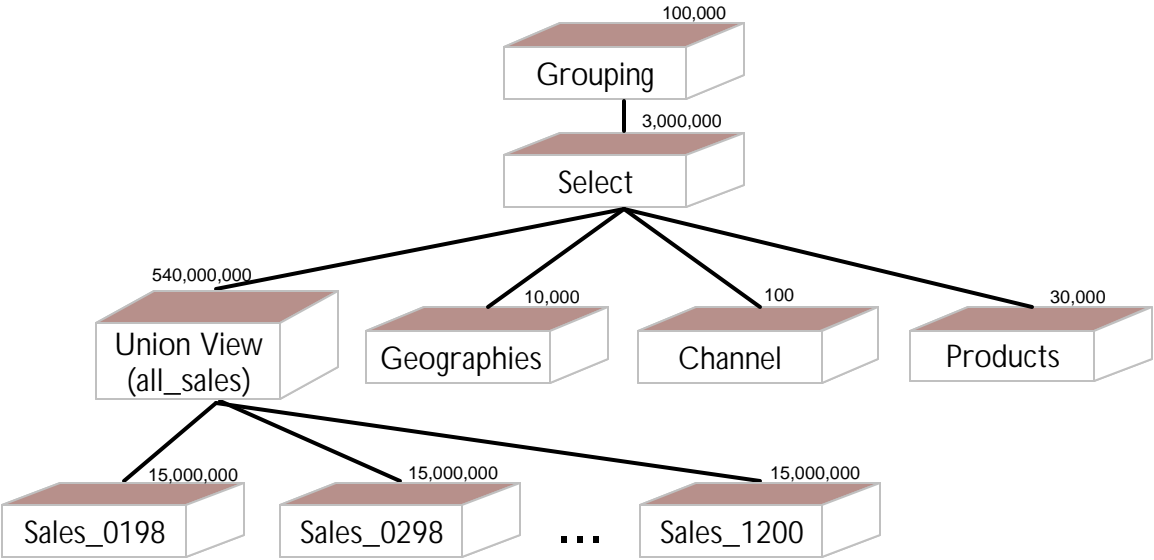 100,000
Grouping
3,000,000
Select
540,000,000
Union View
(all_sales)
10,000
Geographies
100
Channel
30,000
Products
15,000,000
Sales_0198
15,000,000
Sales_0298
...
15,000,000
Sales_1200